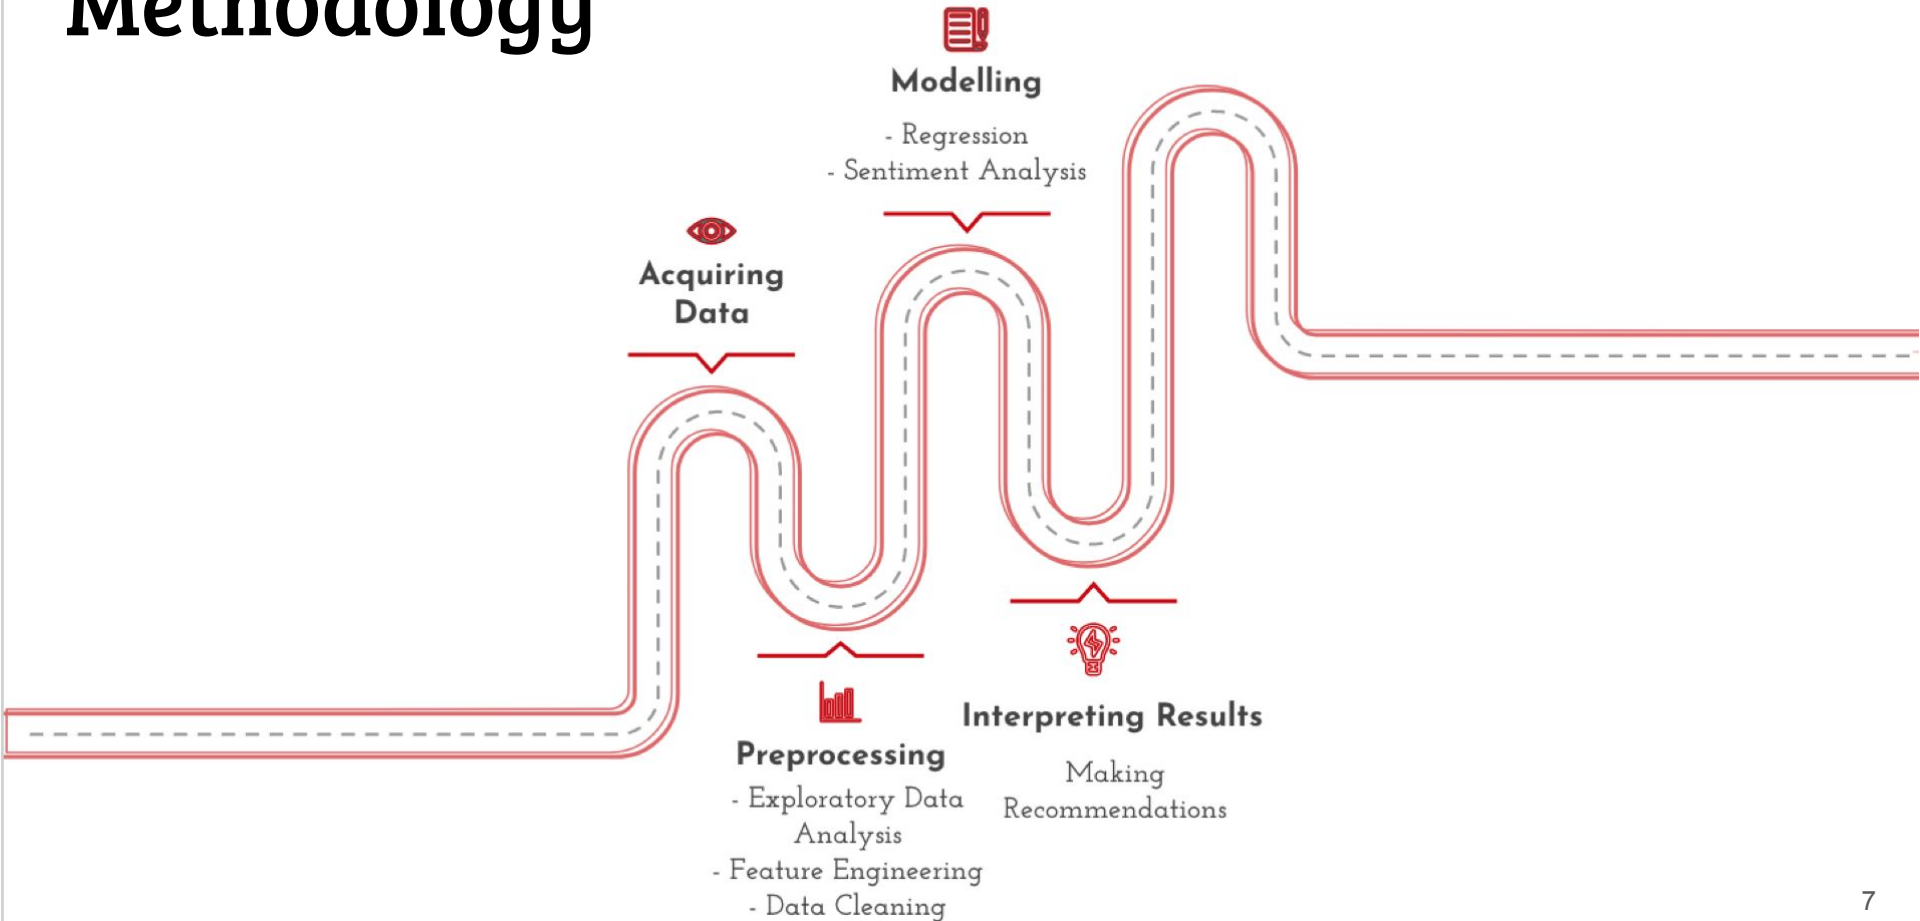 Methodology
Modelling
- Regression
- Sentiment Analysis
Acquiring
Data
Preprocessing
- Exploratory Data
Analysis
- Feature Engineering
- Data Cleaning
Interpreting Results
Making
Recommendations
7